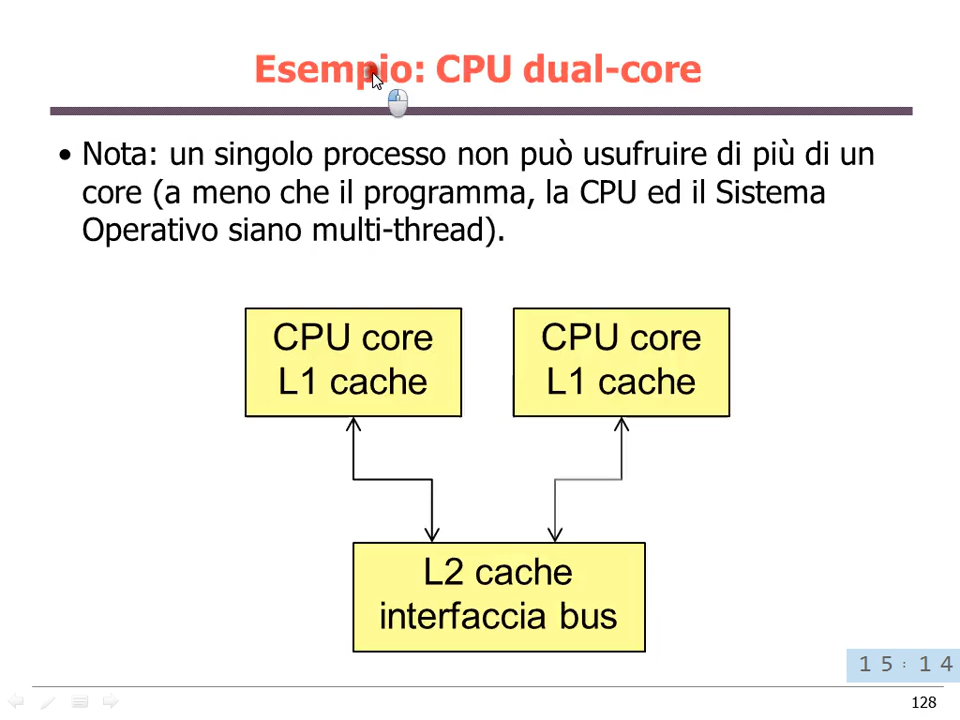 Esempio: CPU dual-core
• Nota: un singolo processo non può usufruire di più di un
core (a meno che il programma, la CPU ed il Sistema
Operativo siano multi-thread).
CPU core
L1 cache
CPU core
L1 cache
L2 cache
interfaccia bus
15:14
128